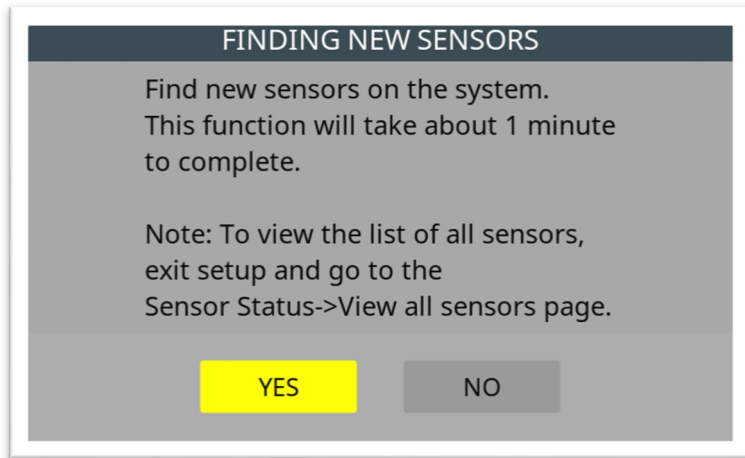 FINDING NEW SENSORS
Find new sensors on the system.
This function will take about 1 minute
to complete.
Note: To view the list of all sensors,
exit setup and go to the
Sensor Status->View all sensors page.
YES
NO